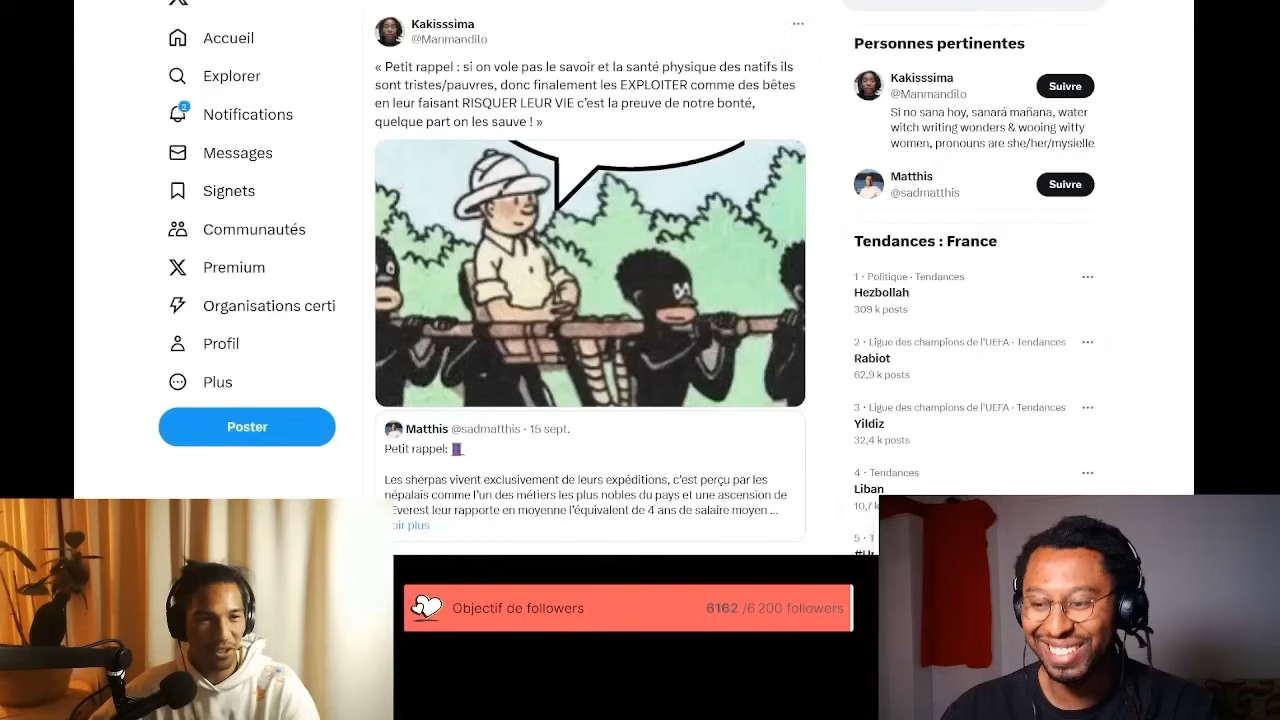 Accueil
Explorer
2
Notifications
Messages
Signets
Communautés
Premium
Organisations certi
Profil
Plus
Poster
Kakisssima
@Manmandilo
« Petit rappel : si on vole pas le savoir et la santé physique des natifs ils
sont tristes/pauvres, donc finalement les EXPLOITER comme des bêtes
en leur faisant RISQUER LEUR VIE c'est la preuve de notre bonté,
quelque part on les sauve ! »
Matthis @sadmatthis · 15 sept.
Petit rappel:
Les sherpas vivent exclusivement de leurs expéditions, c'est perçu par les
népalais comme l'un des métiers les plus nobles du pays et une ascension de
Everest leur rapporte en moyenne l'équivalent de 4 ans de salaire moyen ...
oir plus
Personnes pertinentes
Kakisssima
@Manmandilo
Suivre
Si no sana hoy, sanará mañana, water
witch writing wonders & wooing witty
women, pronouns are she/her/mysielle
Matthis
@sadmatthis
Suivre
Tendances : France
1 · Politique · Tendances
Hezbollah
309 k posts
2 · Ligue des champions de l'UEFA · Tendances
Rabiot
62,9 k posts
3 · Ligue des champions de l'UEFA · Tendances
Yildiz
32,4 k posts
4 · Tendances
Liban
10,7 k
5 · T
Objectif de followers
6162 /6 200 followers